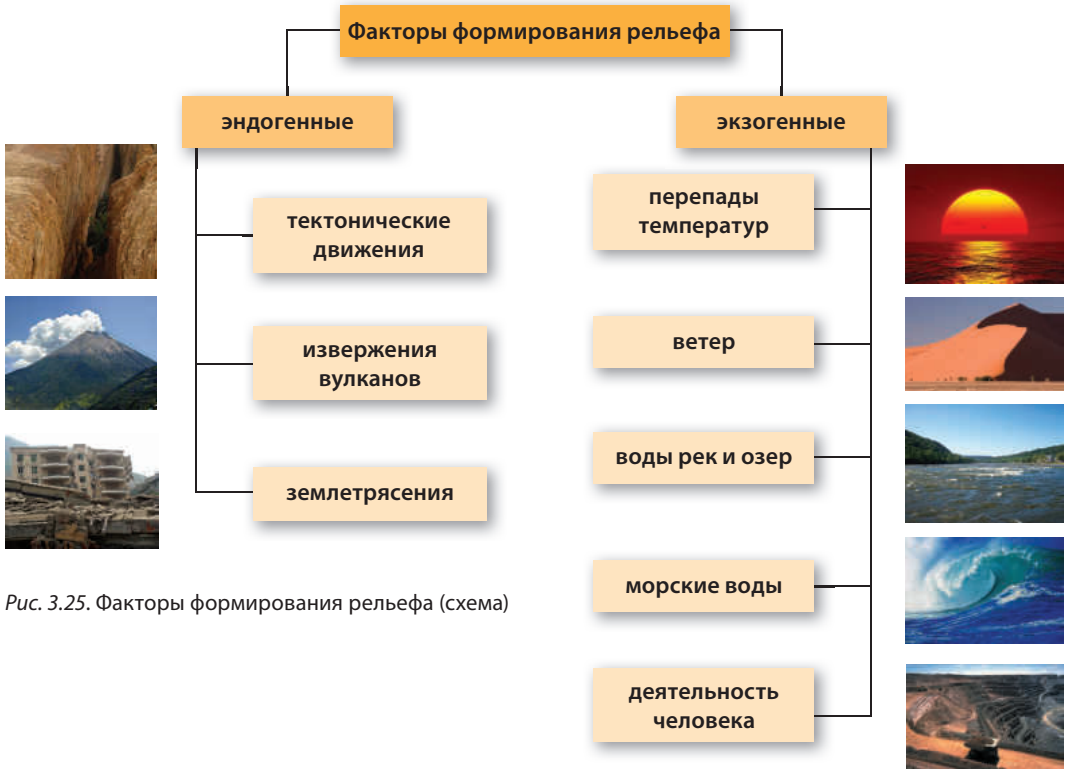 Факторы формирования рельефа
эндогенные
тектонические
движения
извержения
вулканов
землетрясения
экзогенные
перепады
температур
ветер
воды рек и озер
морские воды
деятельность
человека
Рис. 3.25. Факторы формирования рельефа (схема)